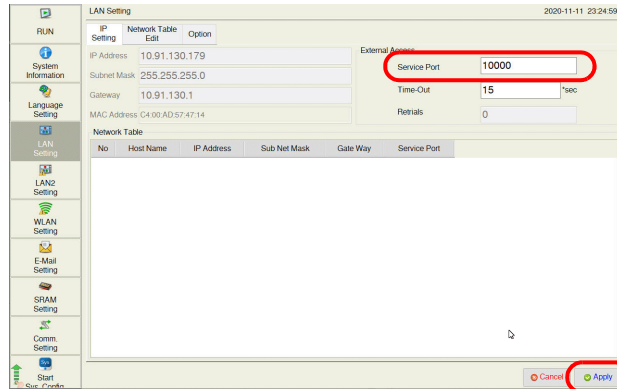 LAN Setting
2020-11-11 23:24:59
RUN
System
Information
Language
Setting
LAN
Setting
LAN2
Setting
WLAN
Setting
E-Mail
Setting
SRAM
Setting
Comm.
Setting
Sys
Start
Sys. Config
IP
Setting
Network Table
Edit
Option
IP Address 10.91.130.179
Subnet Mask 255.255.255.0
Gateway 10.91.130.1
MAC Address C4:00:AD:57:47:14
External Access
Service Port 10000
Time-Out 15 *sec
Retrials 0
Network Table
No Host Name IP Address Sub Net Mask Gate Way Service Port
Cancel Apply